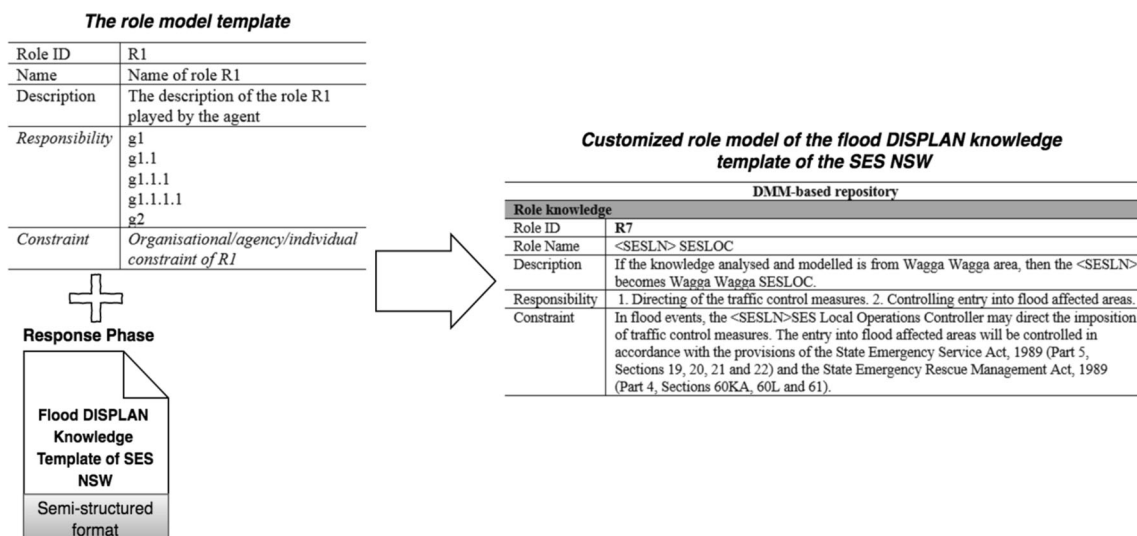 The role model template
Role ID R1
Name Name of role R1
Description The description of the role R1
played by the agent
Responsibility g1
g1.1
g1.1.1
g1.1.1.1
g2
Constraint Organisational/agency/individual
constraint of R1
Response Phase
Flood DISPLAN
Knowledge
Template of SES
NSW
Semi-structured
format
Customized role model of the flood DISPLAN knowledge
template of the SES NSW
DMM-based repository
Role knowledge
Role ID R7
Role Name <SESLN> SESLOC
Description If the knowledge analysed and modelled is from Wagga Wagga area, then the <SESLN>
becomes Wagga Wagga SESLOC.
Responsibility 1. Directing of the traffic control measures. 2. Controlling entry into flood affected areas.
Constraint In flood events, the <SESLN>SES Local Operations Controller may direct the imposition
of traffic control measures. The entry into flood affected areas will be controlled in
accordance with the provisions of the State Emergency Service Act, 1989 (Part 5,
Sections 19, 20, 21 and 22) and the State Emergency Rescue Management Act, 1989
(Part 4, Sections 60KA, 60L and 61).